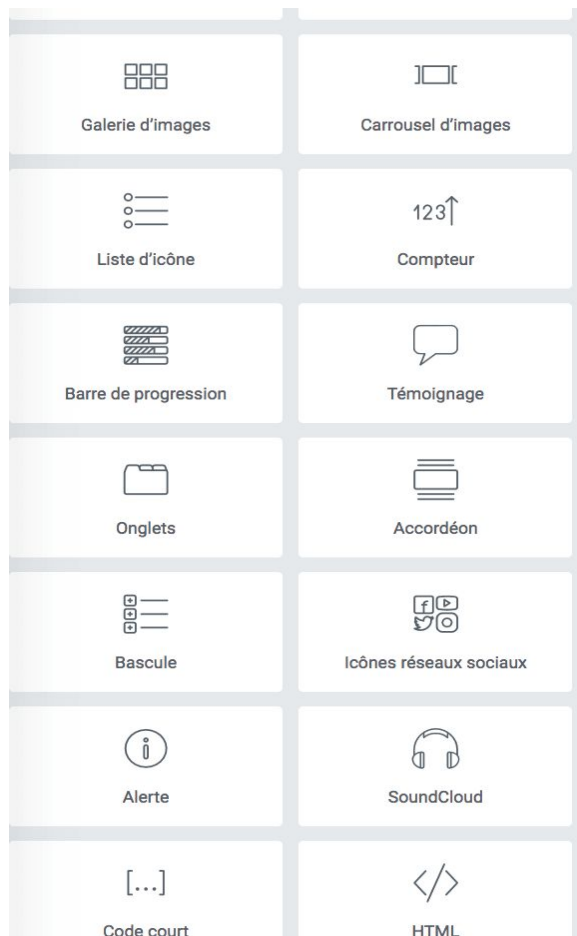 Galerie d’images
Carrousel d’images
Liste d’icône
123
Compteur
Barre de progression
Témoignage
Onglets
Accordéon
Bascule
Icônes réseaux sociaux
Alerte
SoundCloud
[...]
</>
Code court
HTML